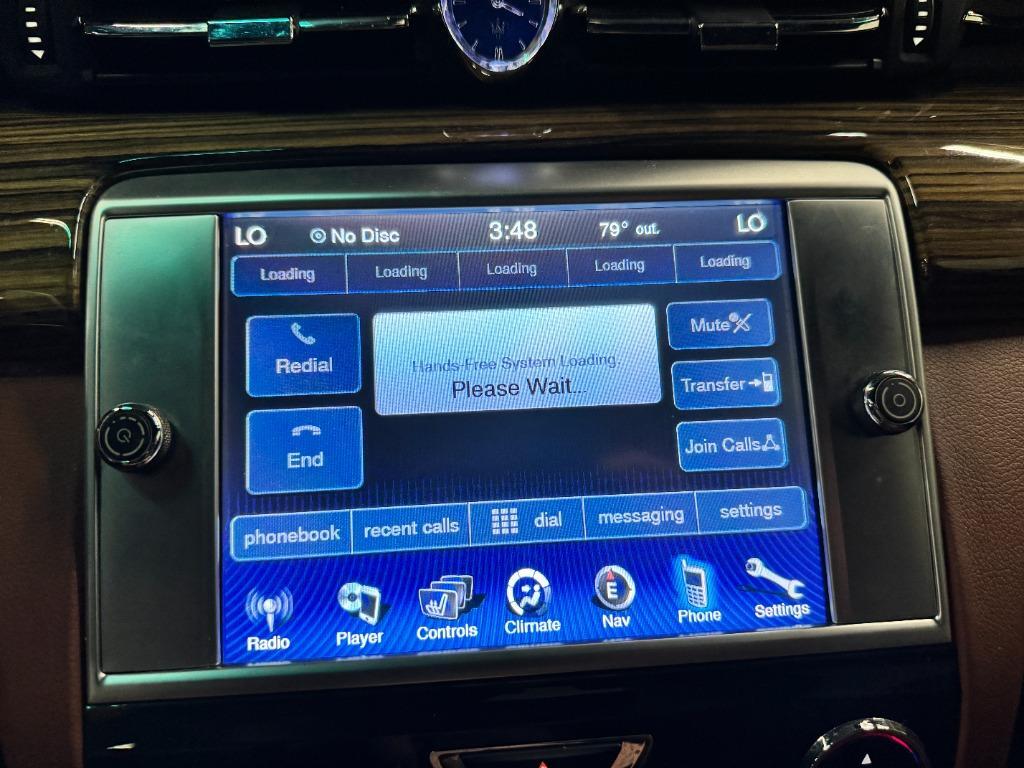 LO No Disc 3:48 79° out. LO
Loading Loading Loading Loading Loading
Redial
Hands-Free System Loading
Please Wait...
Mute
Transfer
End
Join Calls
phonebook recent calls dial messaging settings
E
Radio Player Controls Climate Nav Phone Settings